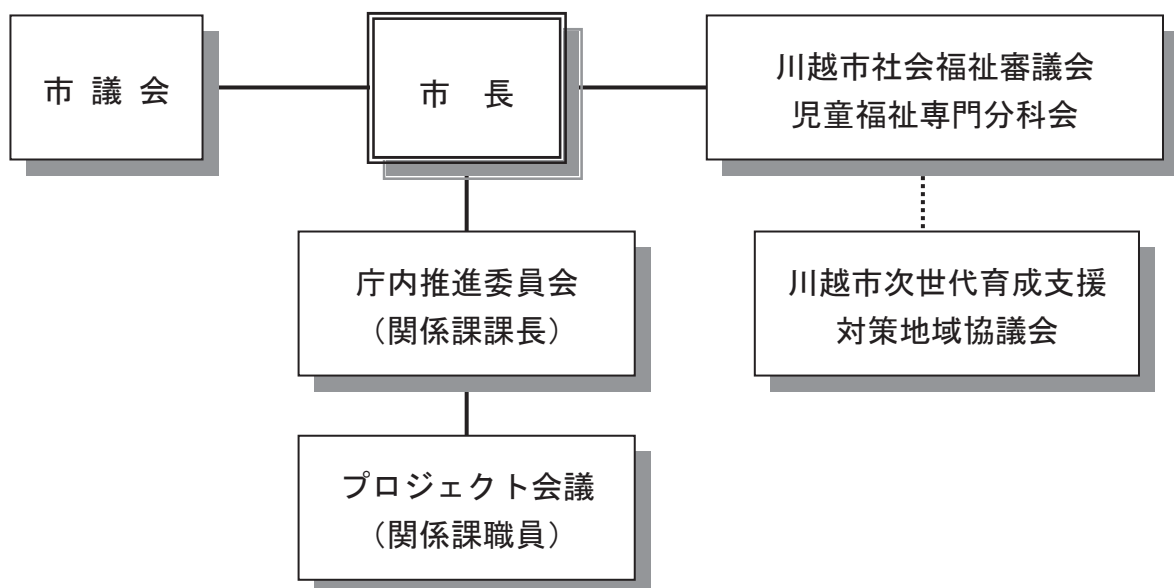 市議会
市長
川越市社会福祉審議会
児童福祉専門分科会
庁内推進委員会
（関係課課長）
川越市次世代育成支援
対策地域協議会
プロジェクト会議
（関係課職員）